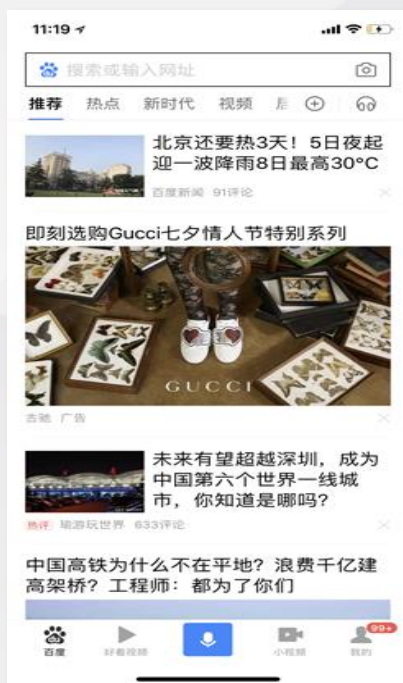 11:19
搜索或输入网址
推荐 热点 新时代 视频
北京还要热3天！5日夜起
迎一波降雨8日最高30°C
百度新闻 91评论
即刻选购Gucci七夕情人节特别系列
GUCCI
古驰 广告
未来有望超越深圳，成为
中国第六个世界一线城
市，你知道是哪吗？
热评 瑜游玩世界 633评论
中国高铁为什么不在平地？浪费千亿建
高架桥？工程师：都为了你们
99+
百度 好看视频 小视频 我的